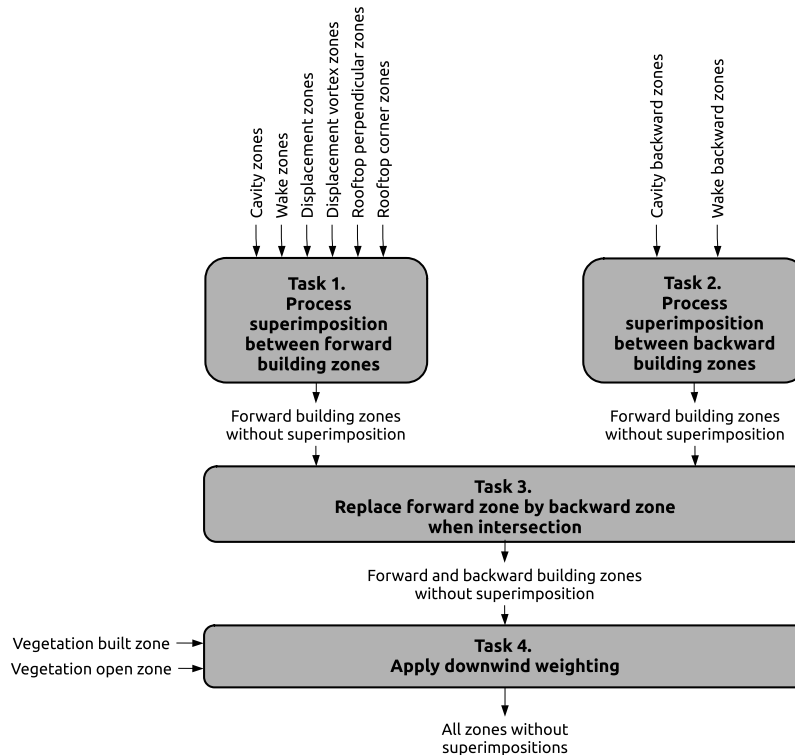 Cavity zones
Wake zones
Displacement zones
Displacement vortex zones
Rooftop perpendicular zones
Rooftop corner zones
Cavity backward zones
Wake backward zones
Task 1.
Process
superimposition
between forward
building zones
Task 2.
Process
superimposition
between backward
building zones
Forward building zones
without superimposition
Forward building zones
without superimposition
Task 3.
Replace forward zone by backward zone
when intersection
Forward and backward building zones
without superimposition
Vegetation built zone
Vegetation open zone
Task 4.
Apply downwind weighting
All zones without
superimpositions